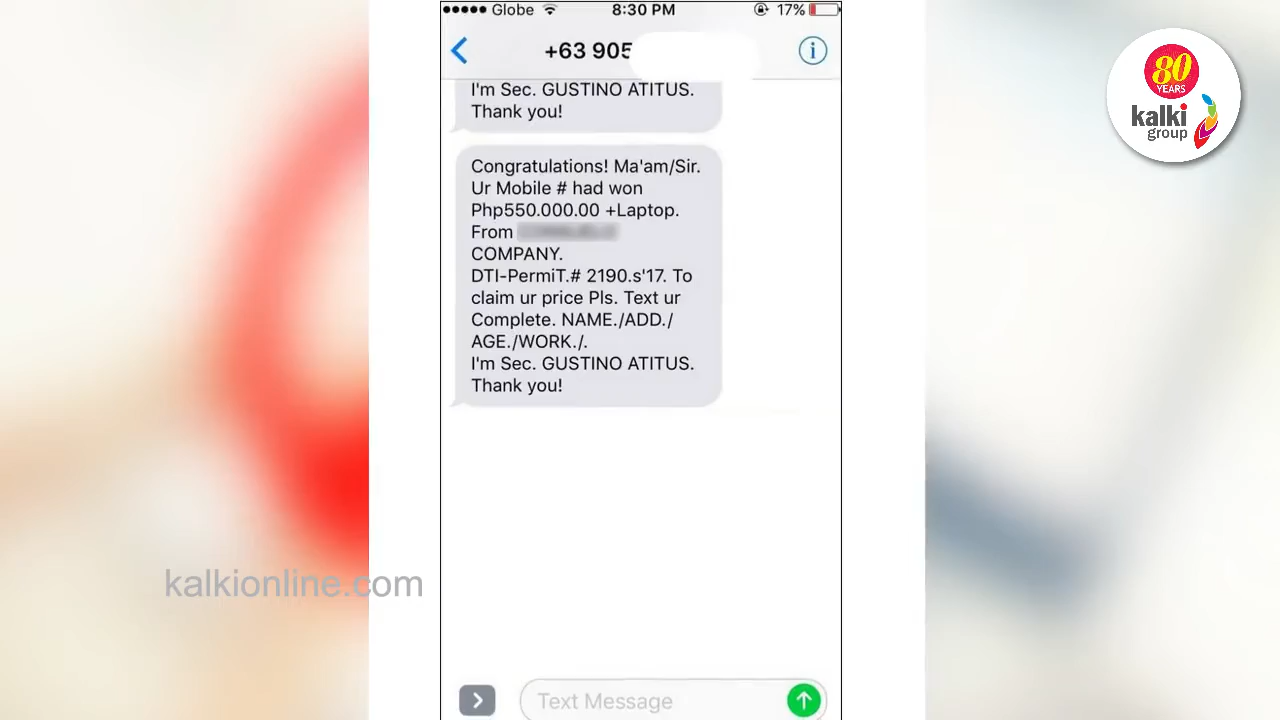 Globe
8:30 PM
17%
+63 905
I'm Sec. GUSTINO ATITUS.
Thank you!
Congratulations! Ma'am/Sir.
Ur Mobile # had won
Php550.000.00 +Laptop.
From
COMPANY.
DTI-PermiT.# 2190.s'17. To
claim ur price Pls. Text ur
Complete. NAME./ADD./
AGE./WORK./.
I'm Sec. GUSTINO ATITUS.
Thank you!
Text Message
80
YEARS
kalki
group
kalkionline.com